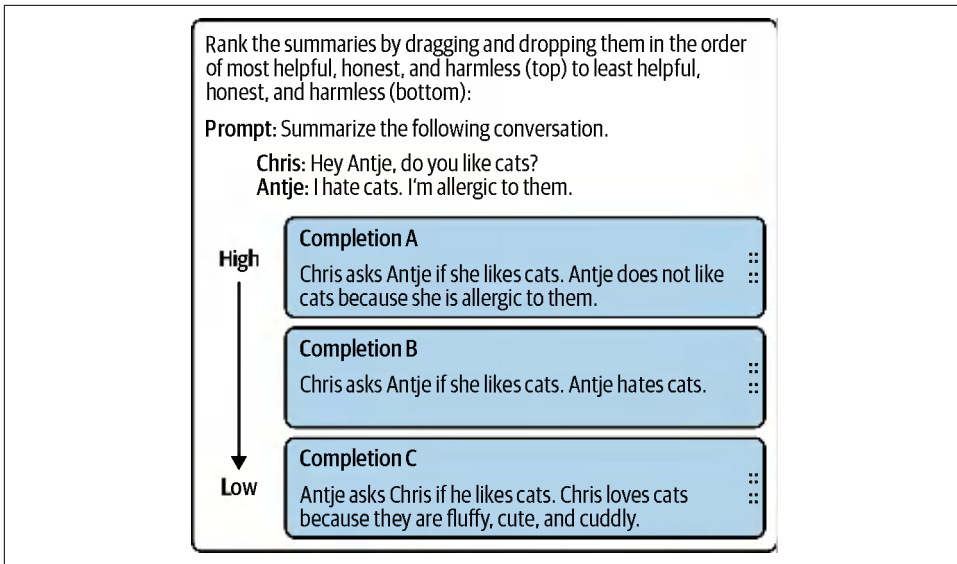 Rank the summaries by dragging and dropping them in the order
of most helpful, honest, and harmless (top) to least helpful,
honest, and harmless (bottom):
Prompt: Summarize the following conversation.
Chris: Hey Antje, do you like cats?
Antje: I hate cats. I'm allergic to them.
High
Completion A
Chris asks Antje if she likes cats. Antje does not like
cats because she is allergic to them.
Completion B
Chris asks Antje if she likes cats. Antje hates cats.
Completion C
Low
Antje asks Chris if he likes cats. Chris loves cats
because they are fluffy, cute, and cuddly.